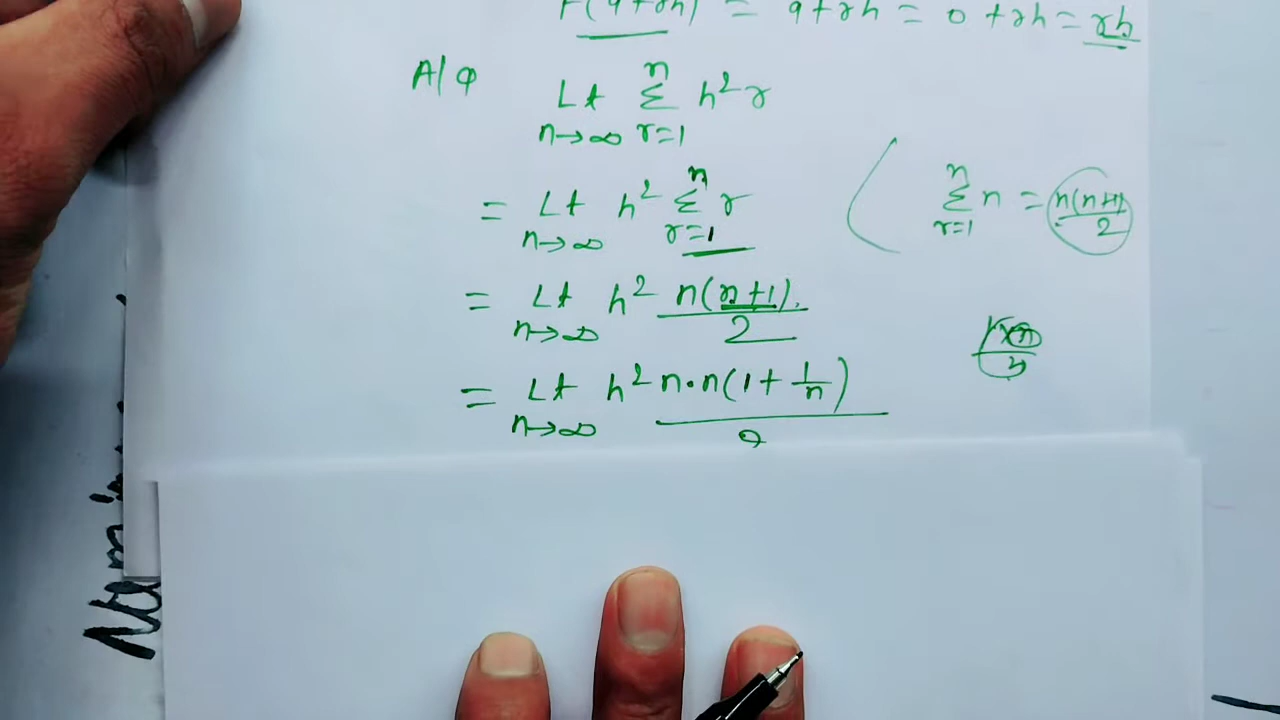 F(a+rh) = a+rh = 0+rh = rh
A/Q Lt n→∞ n Σ r=1 h²r
= Lt n→∞ h² n Σ r=1 r
n Σ r=1 n = n(n+1)/2
= Lt n→∞ h² n(n+1)/2
= Lt n→∞ h² n·n(1+1/n)/2